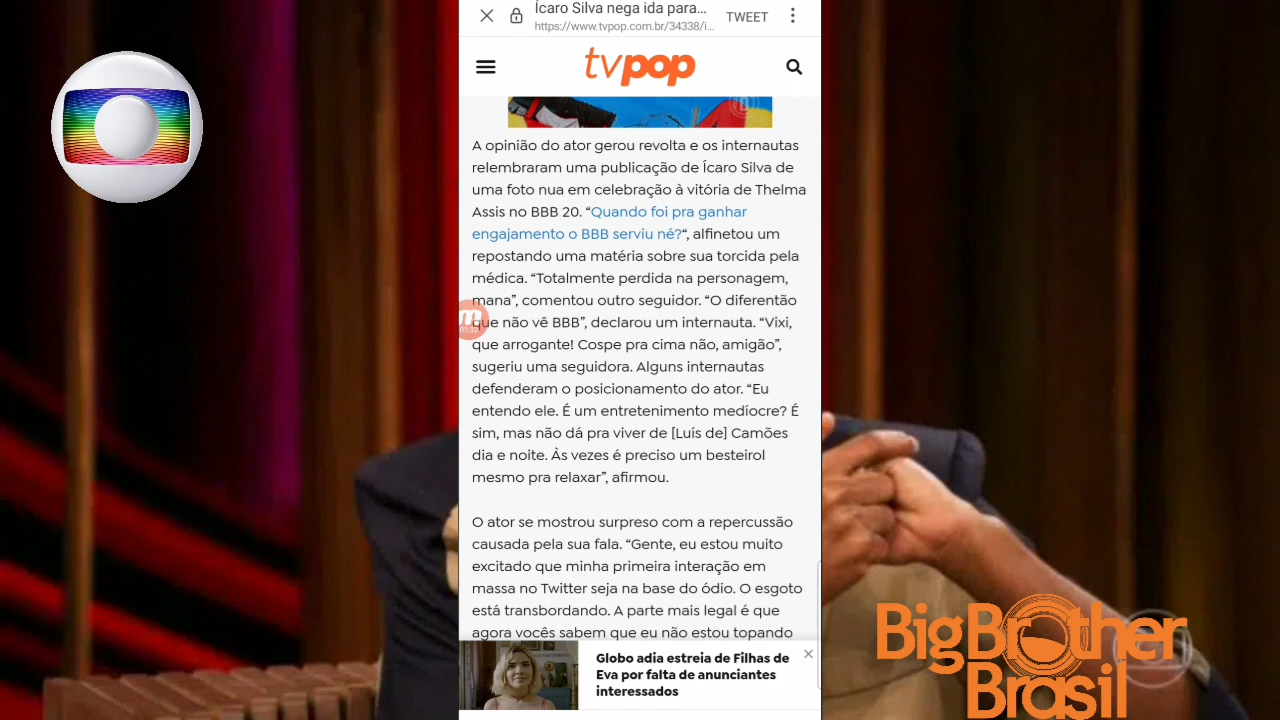 Ícaro Silva nega ida para...
https://www.tvpop.com.br/34338/i...
TWEET
tvpop
A opinião do ator gerou revolta e os internautas
relembraram uma publicação de Ícaro Silva de
uma foto nua em celebração à vitória de Thelma
Assis no BBB 20. “Quando foi pra ganhar
engajamento o BBB serviu né?“, alfinetou um
repostando uma matéria sobre sua torcida pela
médica. “Totalmente perdida na personagem,
mana”, comentou outro seguidor. “O diferentão
que não vê BBB”, declarou um internauta. “Vixi,
que arrogante! Cospe pra cima não, amigão”,
sugeriu uma seguidora. Alguns internautas
defenderam o posicionamento do ator. “Eu
entendo ele. É um entretenimento medíocre? É
sim, mas não dá pra viver de [Luís de] Camões
dia e noite. Às vezes é preciso um besteirol
mesmo pra relaxar”, afirmou.
O ator se mostrou surpreso com a repercussão
causada pela sua fala. “Gente, eu estou muito
excitado que minha primeira interação em
massa no Twitter seja na base do ódio. O esgoto
está transbordando. A parte mais legal é que
agora vocês sabem que eu não estou topando
Globo adia estreia de Filhas de
Eva por falta de anunciantes
interessados
Big Brother
Brasil